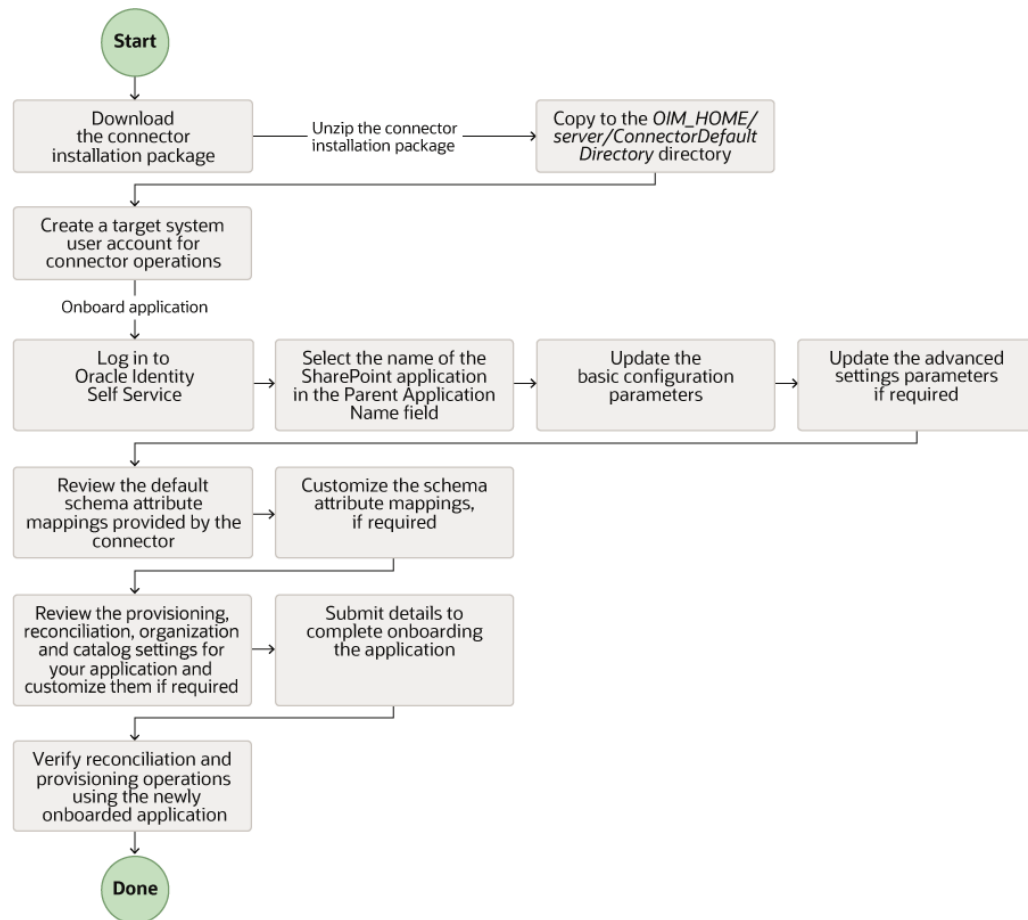 Start
Download
the connector
installation package
Unzip the connector
installation package
Copy to the OIM_HOME/
server/ConnectorDefault
Directory directory
Create a target system
user account for
connector operations
Onboard application
Log in to
Oracle Identity
Self Service
Select the name of the
SharePoint application
in the Parent Application
Name field
Update the
basic configuration
parameters
Update the advanced
settings parameters
if required
Review the default
schema attribute
mappings provided by the
connector
Customize the schema
attribute mappings,
if required
Review the provisioning,
reconciliation, organization
and catalog settings for
your application and
customize them if required
Submit details to
complete onboarding
the application
Verify reconciliation and
provisioning operations
using the newly
onboarded application
Done